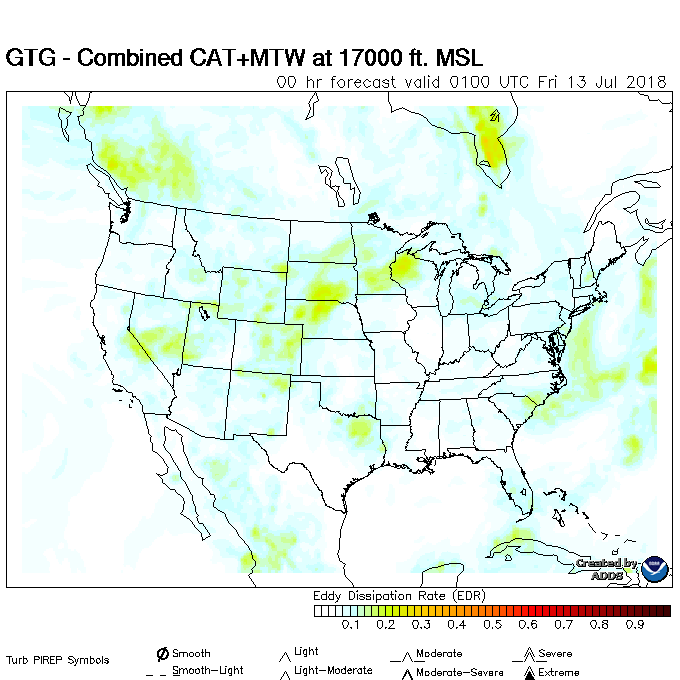 GTG - Combined CAT+MTW at 17000 ft. MSL
00 hr forecast valid 0100 UTC Fri 13 Jul 2018
Created by
ADDS
Eddy Dissipation Rate (EDR)
0.1 0.2 0.3 0.4 0.5 0.6 0.7 0.8 0.9
Turb PIREP Symbols
Smooth Light Moderate Severe
Smooth-Light Light-Moderate Moderate-Severe Extreme